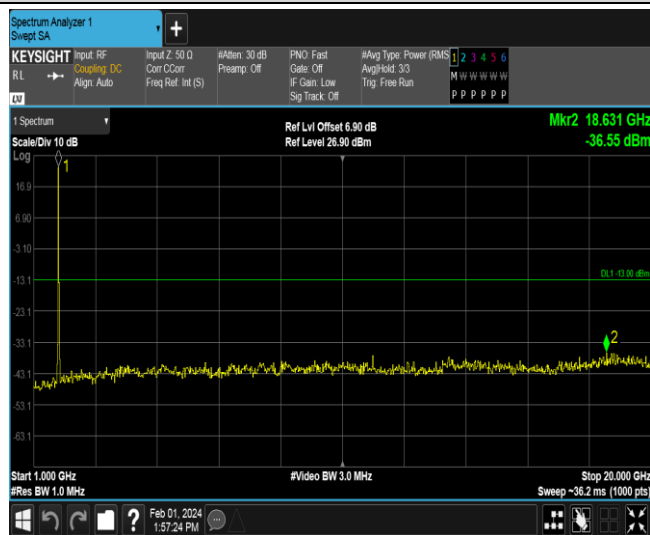 Spectrum Analyzer 1
Swept SA
+
KEYSIGHT
RL
LXI
Input: RF
Coupling: DC
Align: Auto
Input Z: 50 Ω
Corr CCorr
Freq Ref: Int (S)
#Atten: 30 dB
Preamp: Off
PNO: Fast
Gate: Off
IF Gain: Low
Sig Track: Off
#Avg Type: Power (RMS
Avg|Hold: 3/3
Trig: Free Run
1 2 3 4 5 6
M W W W W W
P P P P P P
1 Spectrum
Scale/Div 10 dB
Ref Lvl Offset 6.90 dB
Ref Level 26.90 dBm
Mkr2 18.631 GHz
-36.55 dBm
Log
1
16.9
6.90
-3.10
-13.1
DL1 -13.00 dBm
-23.1
-33.1
2
-43.1
-53.1
-63.1
Start 1.000 GHz
#Video BW 3.0 MHz
Stop 20.000 GHz
#Res BW 1.0 MHz
Sweep ~36.2 ms (1000 pts)
?
Feb 01, 2024
1:57:24 PM